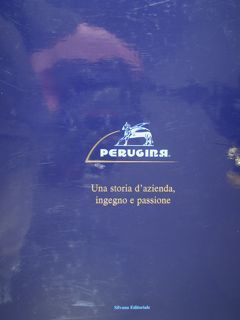 PERUGINA®
Una storia d'azienda,
ingegno e passione
Silvana Editoriale